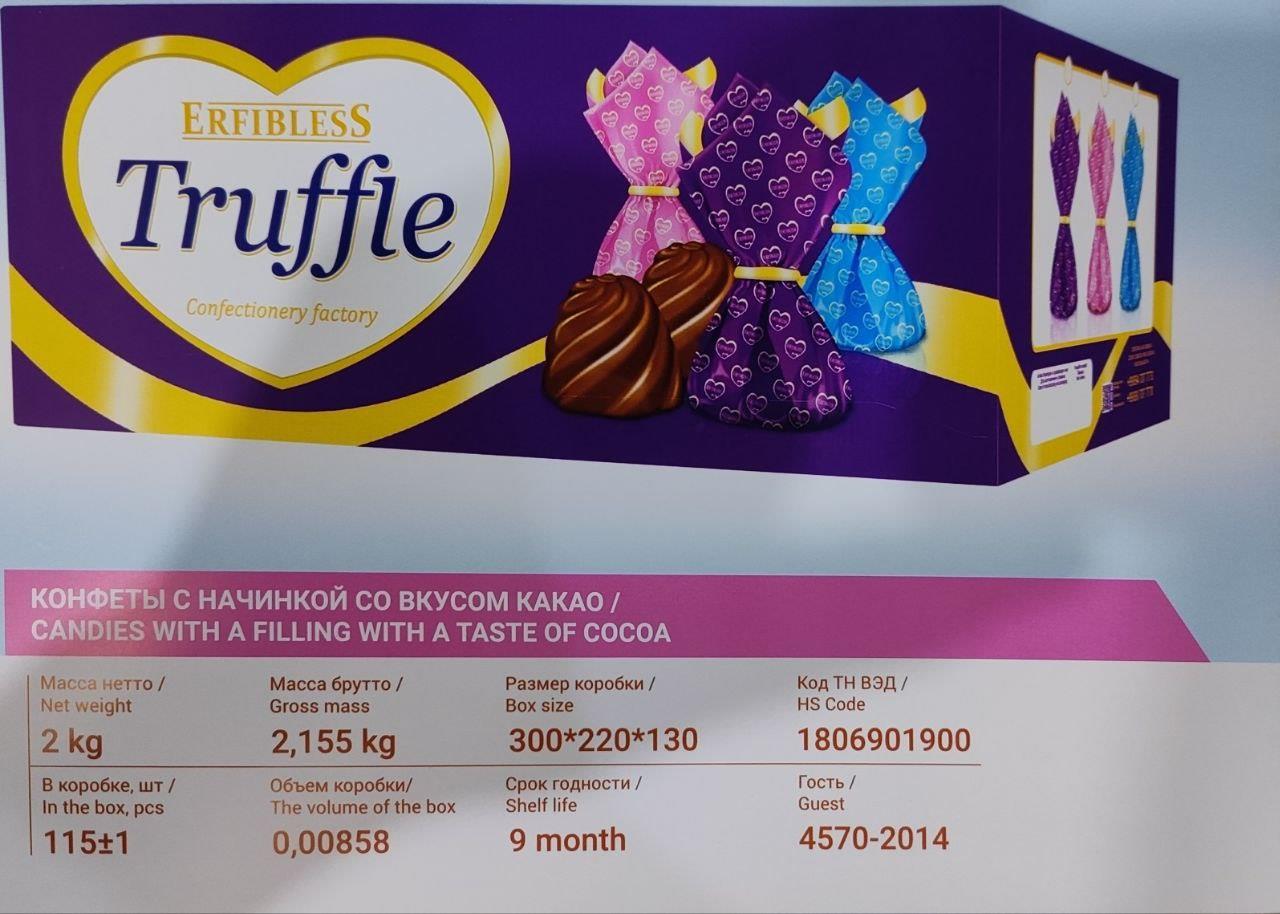 ERFIBLESS
Truffle
Confectionery factory
КОНФЕТЫ С НАЧИНКОЙ СО ВКУСОМ КАКАО /
CANDIES WITH A FILLING WITH A TASTE OF COCOA
Масса нетто /
Net weight
2 kg
Масса брутто /
Gross mass
2,155 kg
Размер коробки /
Box size
300*220*130
Код ТН ВЭД /
HS Code
1806901900
В коробке, шт /
In the box, pcs
115±1
Объем коробки/
The volume of the box
0,00858
Срок годности /
Shelf life
9 month
Гость /
Guest
4570-2014